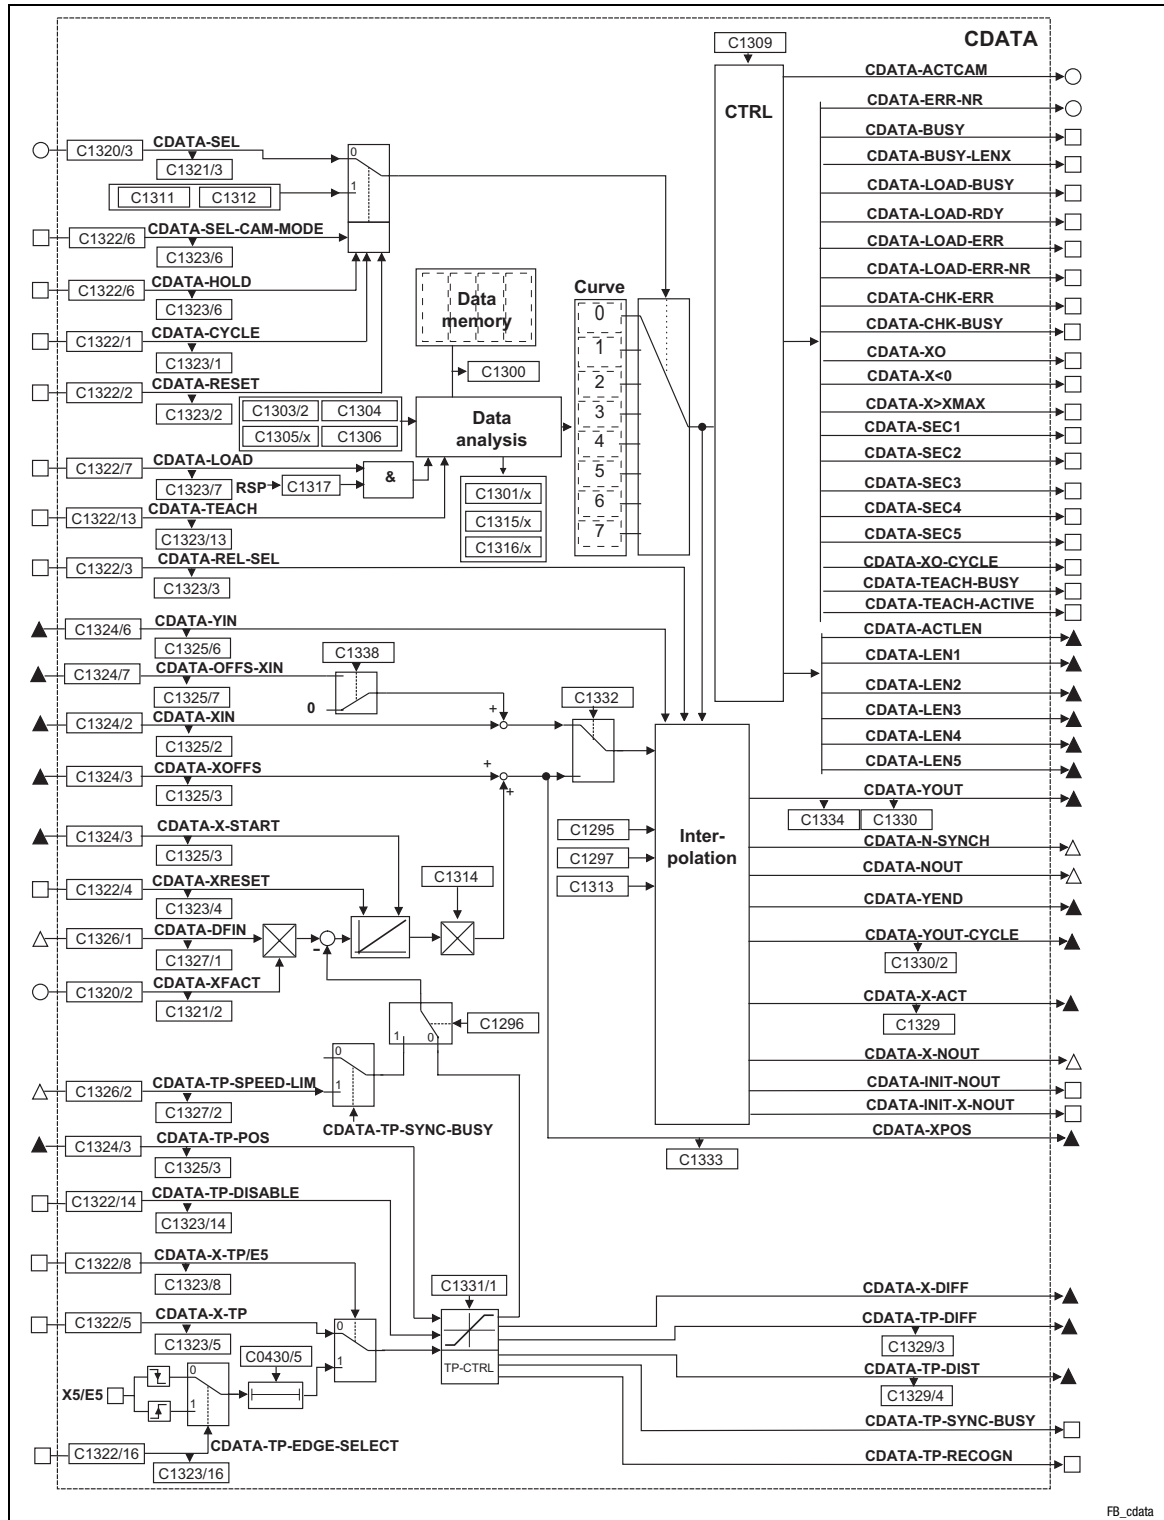 C1309
CDATA
CDATA-ACTCAM
CTRL
CDATA-ERR-NR
CDATA-BUSY
CDATA-BUSY-LENX
CDATA-LOAD-BUSY
CDATA-LOAD-RDY
CDATA-LOAD-ERR
CDATA-LOAD-ERR-NR
CDATA-CHK-ERR
CDATA-CHK-BUSY
CDATA-XO
CDATA-X<0
CDATA-X>XMAX
CDATA-SEC1
CDATA-SEC2
CDATA-SEC3
CDATA-SEC4
CDATA-SEC5
CDATA-XO-CYCLE
CDATA-TEACH-BUSY
CDATA-TEACH-ACTIVE
CDATA-ACTLEN
CDATA-LEN1
CDATA-LEN2
CDATA-LEN3
CDATA-LEN4
CDATA-LEN5
C1320/3 CDATA-SEL
C1321/3
0
1
C1311 C1312
C1322/6 CDATA-SEL-CAM-MODE
C1323/6
C1322/6 CDATA-HOLD
C1323/6
C1322/1 CDATA-CYCLE
C1323/1
C1322/2 CDATA-RESET
C1323/2
Data
memory
C1300
C1303/2 C1304
C1305/x C1306
Data
analysis
C1301/x
C1315/x
C1316/x
Curve
0
1
2
3
4
5
6
7
C1322/7 CDATA-LOAD
C1323/7 RSP C1317 &
C1322/13 CDATA-TEACH
C1323/13
C1322/3 CDATA-REL-SEL
C1323/3
C1324/6 CDATA-YIN
C1325/6
C1324/7 CDATA-OFFS-XIN
C1325/7
C1338
0
C1324/2 CDATA-XIN
C1325/2
+
C1332
C1324/3 CDATA-XOFFS
C1325/3
+
+
C1324/3 CDATA-X-START
C1325/3
C1322/4 CDATA-XRESET
C1323/4
C1314
C1326/1 CDATA-DFIN
C1327/1
-
C1320/2 CDATA-XFACT
C1321/2
C1295
C1297
C1313
Inter-
polation
CDATA-YOUT
C1334 C1330
CDATA-N-SYNCH
CDATA-NOUT
CDATA-YEND
CDATA-YOUT-CYCLE
C1330/2
CDATA-X-ACT
C1329
CDATA-X-NOUT
CDATA-INIT-NOUT
CDATA-INIT-X-NOUT
CDATA-XPOS
C1333
1
0
C1296
C1326/2 CDATA-TP-SPEED-LIM
C1327/2
0
1
CDATA-TP-SYNC-BUSY
C1324/3 CDATA-TP-POS
C1325/3
C1322/14 CDATA-TP-DISABLE
C1323/14
C1322/8 CDATA-X-TP/E5
C1323/8
C1322/5 CDATA-X-TP
C1323/5
0
1
C0430/5
X5/E5
0
1
C1322/16 CDATA-TP-EDGE-SELECT
C1323/16
C1331/1
TP-CTRL
CDATA-X-DIFF
CDATA-TP-DIFF
C1329/3
CDATA-TP-DIST
C1329/4
CDATA-TP-SYNC-BUSY
CDATA-TP-RECOGN
FB_cdata